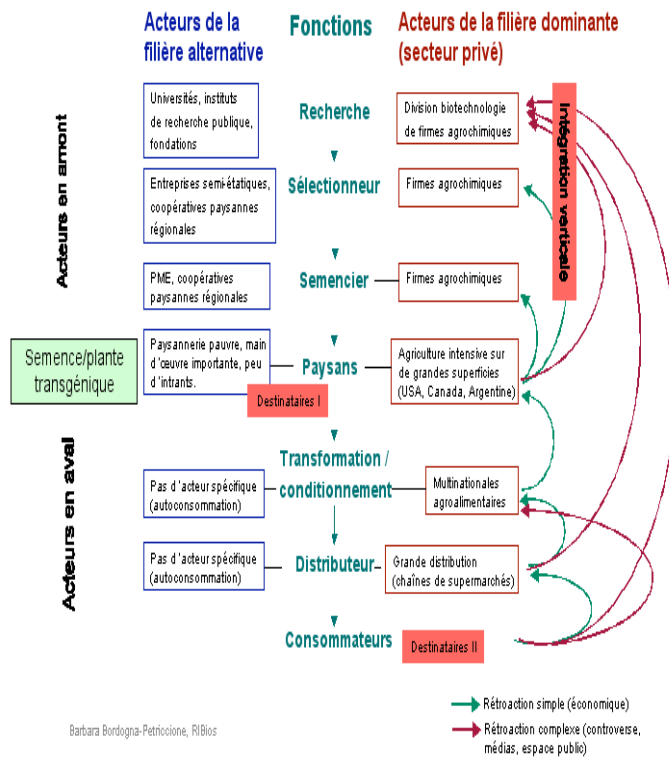 Acteurs de la
filière alternative
Fonctions
Acteurs de la filière dominante
(secteur privé)
Acteurs en amont
Universités, instituts
de recherche publique,
fondations
Recherche
Division biotechnologie
de firmes agrochimiques
Intégration verticale
Entreprises semi-étatiques,
coopératives paysannes
régionales
Sélectionneur
Firmes agrochimiques
PME, coopératives
paysannes régionales
Semencier
Firmes agrochimiques
Semence/plante
transgénique
Paysannerie pauvre, main
d'œuvre importante, peu
d'intrants.
Paysans
Agriculture intensive sur
de grandes superficies
(USA, Canada, Argentine)
Destinataires I
Acteurs en aval
Transformation /
conditionnement
Pas d'acteur spécifique
(autoconsommation)
Multinationales
agroalimentaires
Pas d'acteur spécifique
(autoconsommation)
Distributeur
Grande distribution
(chaînes de supermarchés)
Consommateurs
Destinataires II
Rétroaction simple (économique)
Rétroaction complexe (controverse,
médias, espace public)
Barbara Bordogna-Petriccione, RIBios